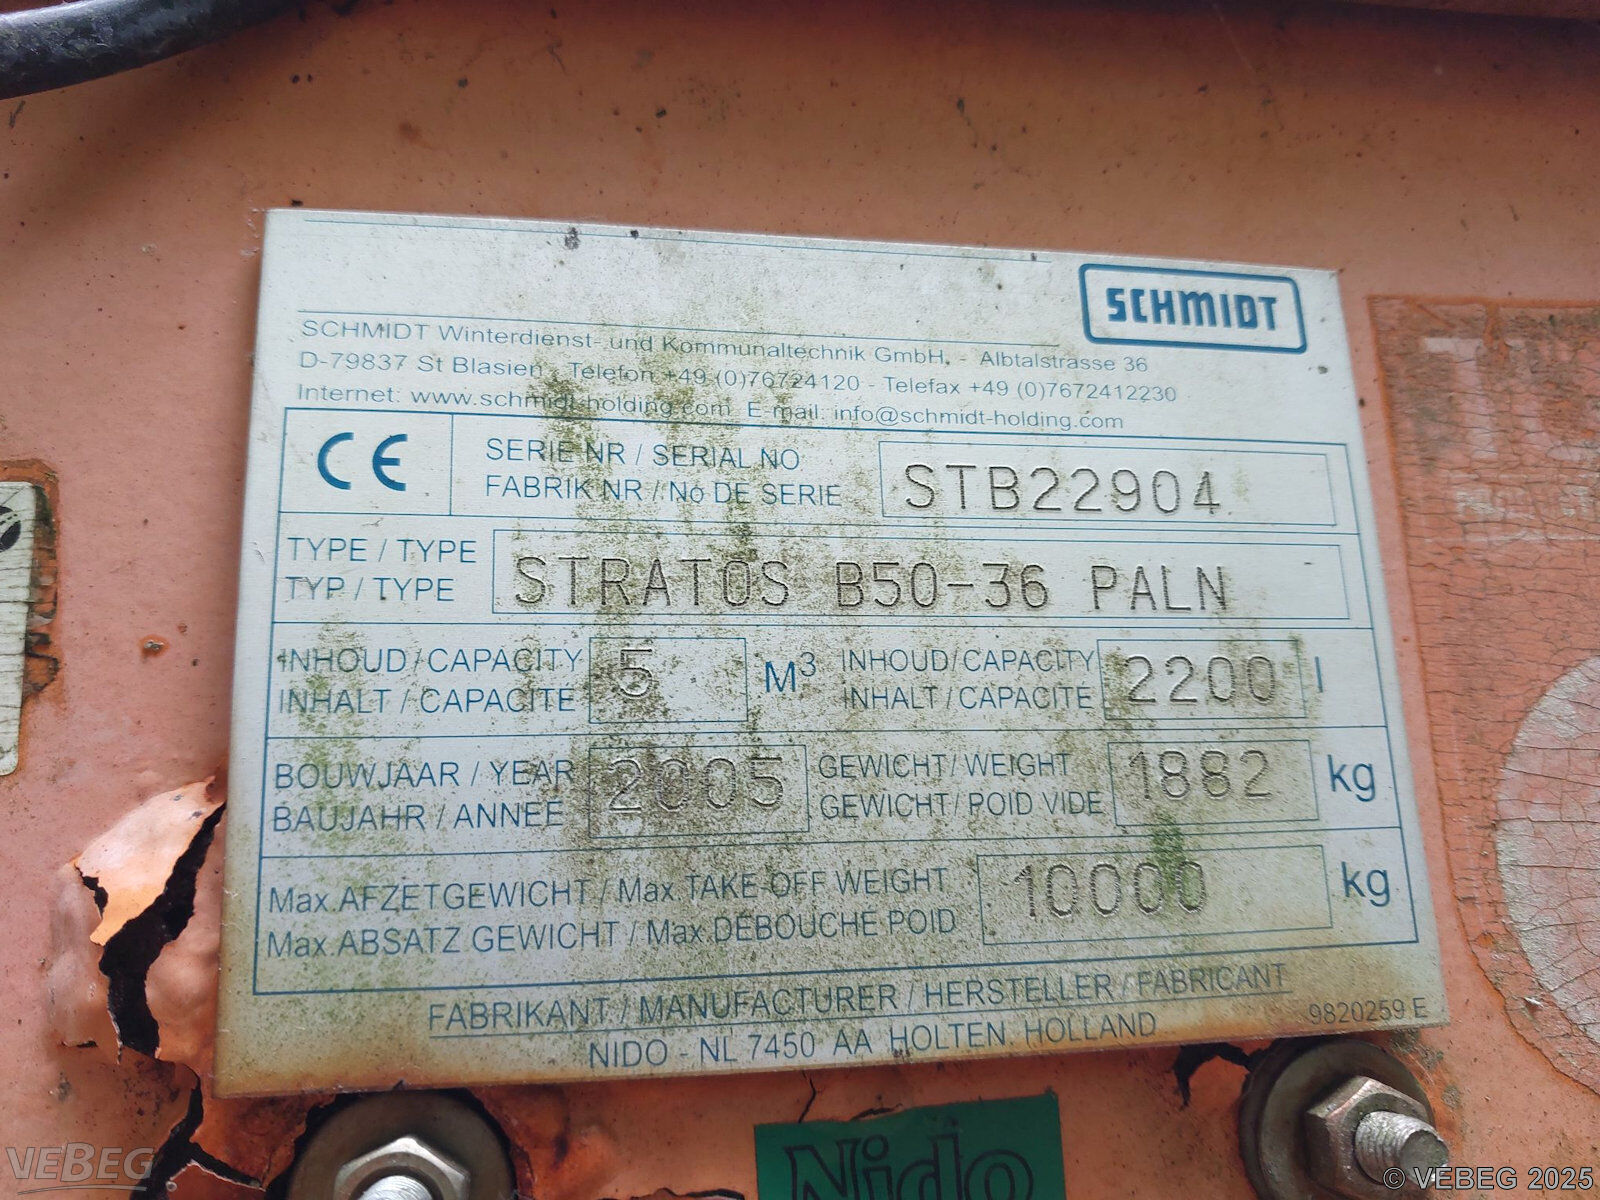 SCHMIDT
SCHMIDT Winterdienst- und Kommunaltechnik GmbH, - Albtalstrasse 36
D-79837 St Blasien - Telefon +49 (0)76724120 - Telefax +49 (0)7672412230
Internet: www.schmidt-holding.com E-mail: info@schmidt-holding.com
CE
SERIE NR / SERIAL NO
FABRIK NR / No DE SERIE
STB22904
TYPE / TYPE
TYP / TYPE
STRATOS B50-36 PALN
INHOUD / CAPACITY
INHALT / CAPACITÉ
5 M³
INHOUD / CAPACITY
INHALT / CAPACITE
2200 l
BOUWJAAR / YEAR
BAUJAHR / ANNÉE
2005
GEWICHT / WEIGHT
GEWICHT / POID VIDE
1882 kg
Max. AFZETGEWICHT / Max. TAKE-OFF WEIGHT
Max. ABSATZ GEWICHT / Max. DÉBOUCHÉ POID
10000 kg
FABRIKANT / MANUFACTURER / HERSTELLER / FABRICANT
NIDO - NL 7450 AA HOLTEN. HOLLAND
9820259 E
Nido
VEBEG
© VEBEG 2025